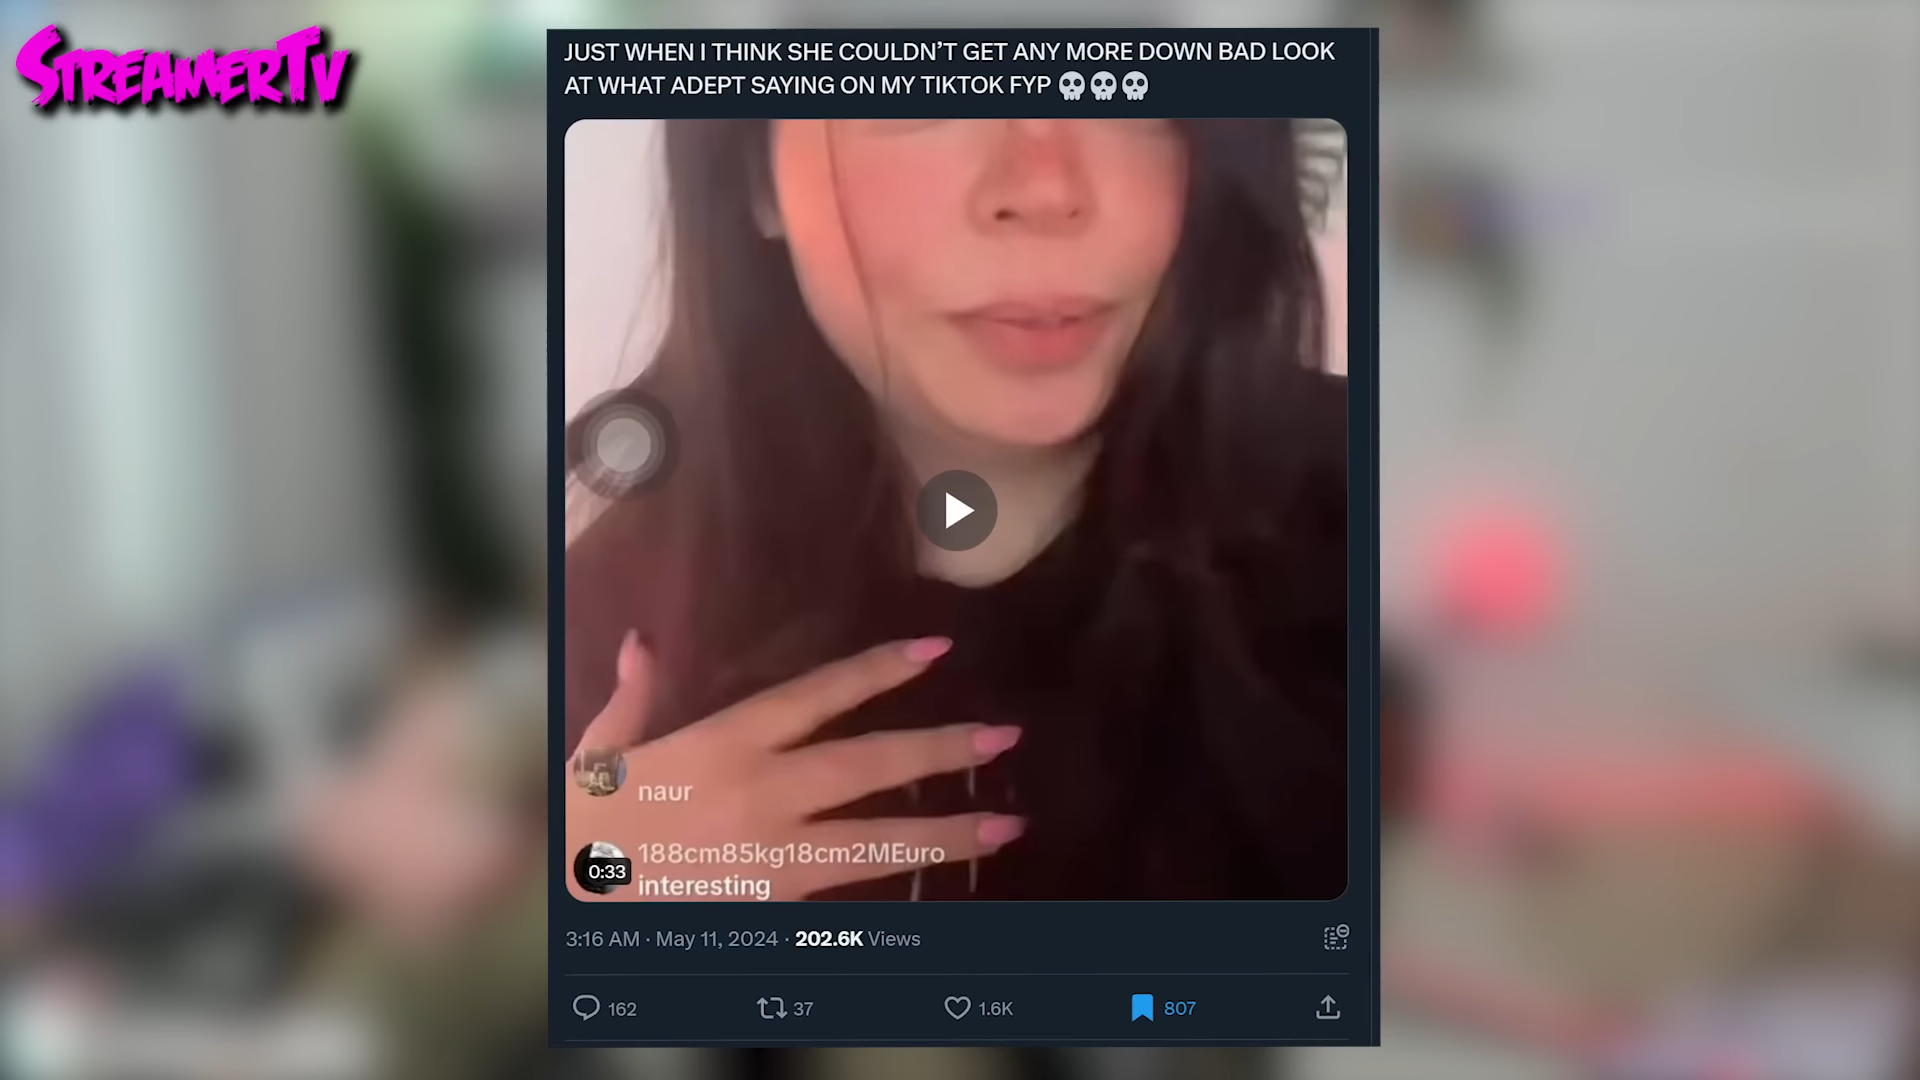 STREAMERTV
JUST WHEN I THINK SHE COULDN’T GET ANY MORE DOWN BAD LOOK
AT WHAT ADEPT SAYING ON MY TIKTOK FYP 💀💀💀
naur
188cm85kg18cm2MEuro
0:33
interesting
3:16 AM · May 11, 2024 · 202.6K Views
162 37 1.6K 807